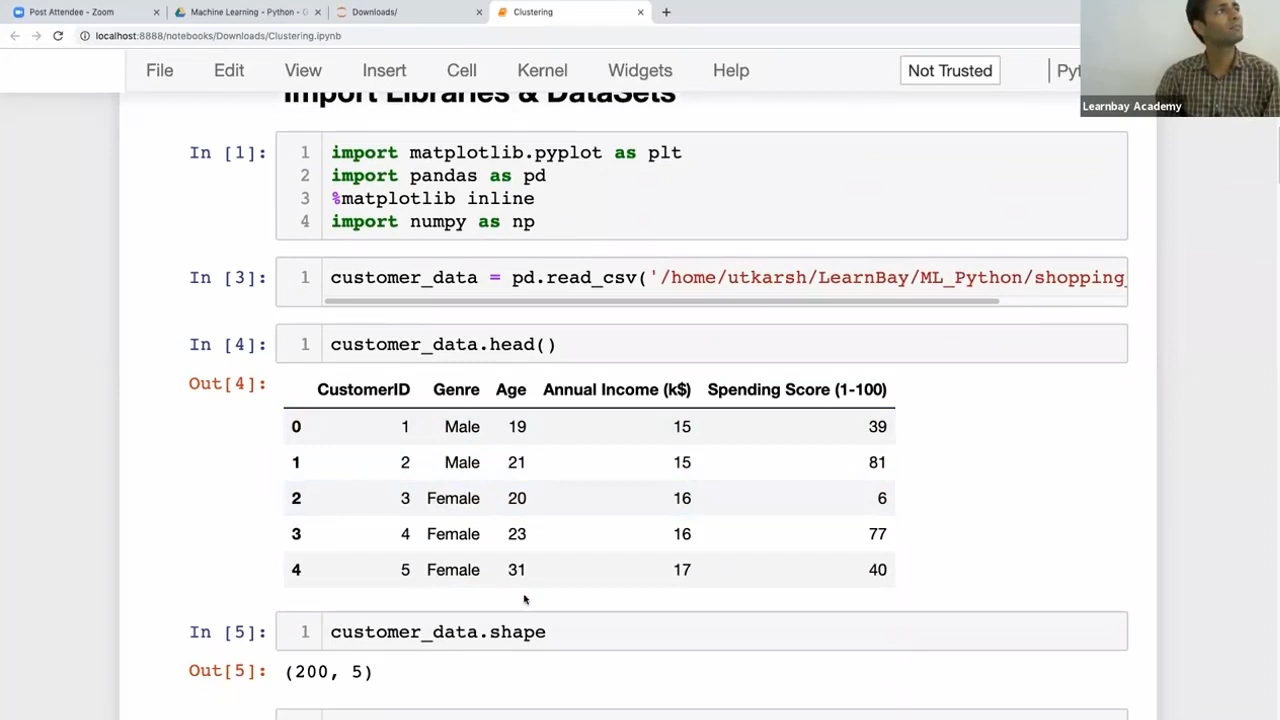 Post Attendee - Zoom
Machine Learning - Python -
Downloads/
Clustering
localhost:8888/notebooks/Downloads/Clustering.ipynb
File Edit View Insert Cell Kernel Widgets Help Not Trusted Pyt
Learnbay Academy
Import Libraries & DataSets
In [1]: 1 import matplotlib.pyplot as plt
2 import pandas as pd
3 %matplotlib inline
4 import numpy as np
In [3]: 1 customer_data = pd.read_csv('/home/utkarsh/LearnBay/ML_Python/shopping_
In [4]: 1 customer_data.head()
Out[4]:
CustomerID Genre Age Annual Income (k$) Spending Score (1-100)
0 1 Male 19 15 39
1 2 Male 21 15 81
2 3 Female 20 16 6
3 4 Female 23 16 77
4 5 Female 31 17 40
In [5]: 1 customer_data.shape
Out[5]: (200, 5)